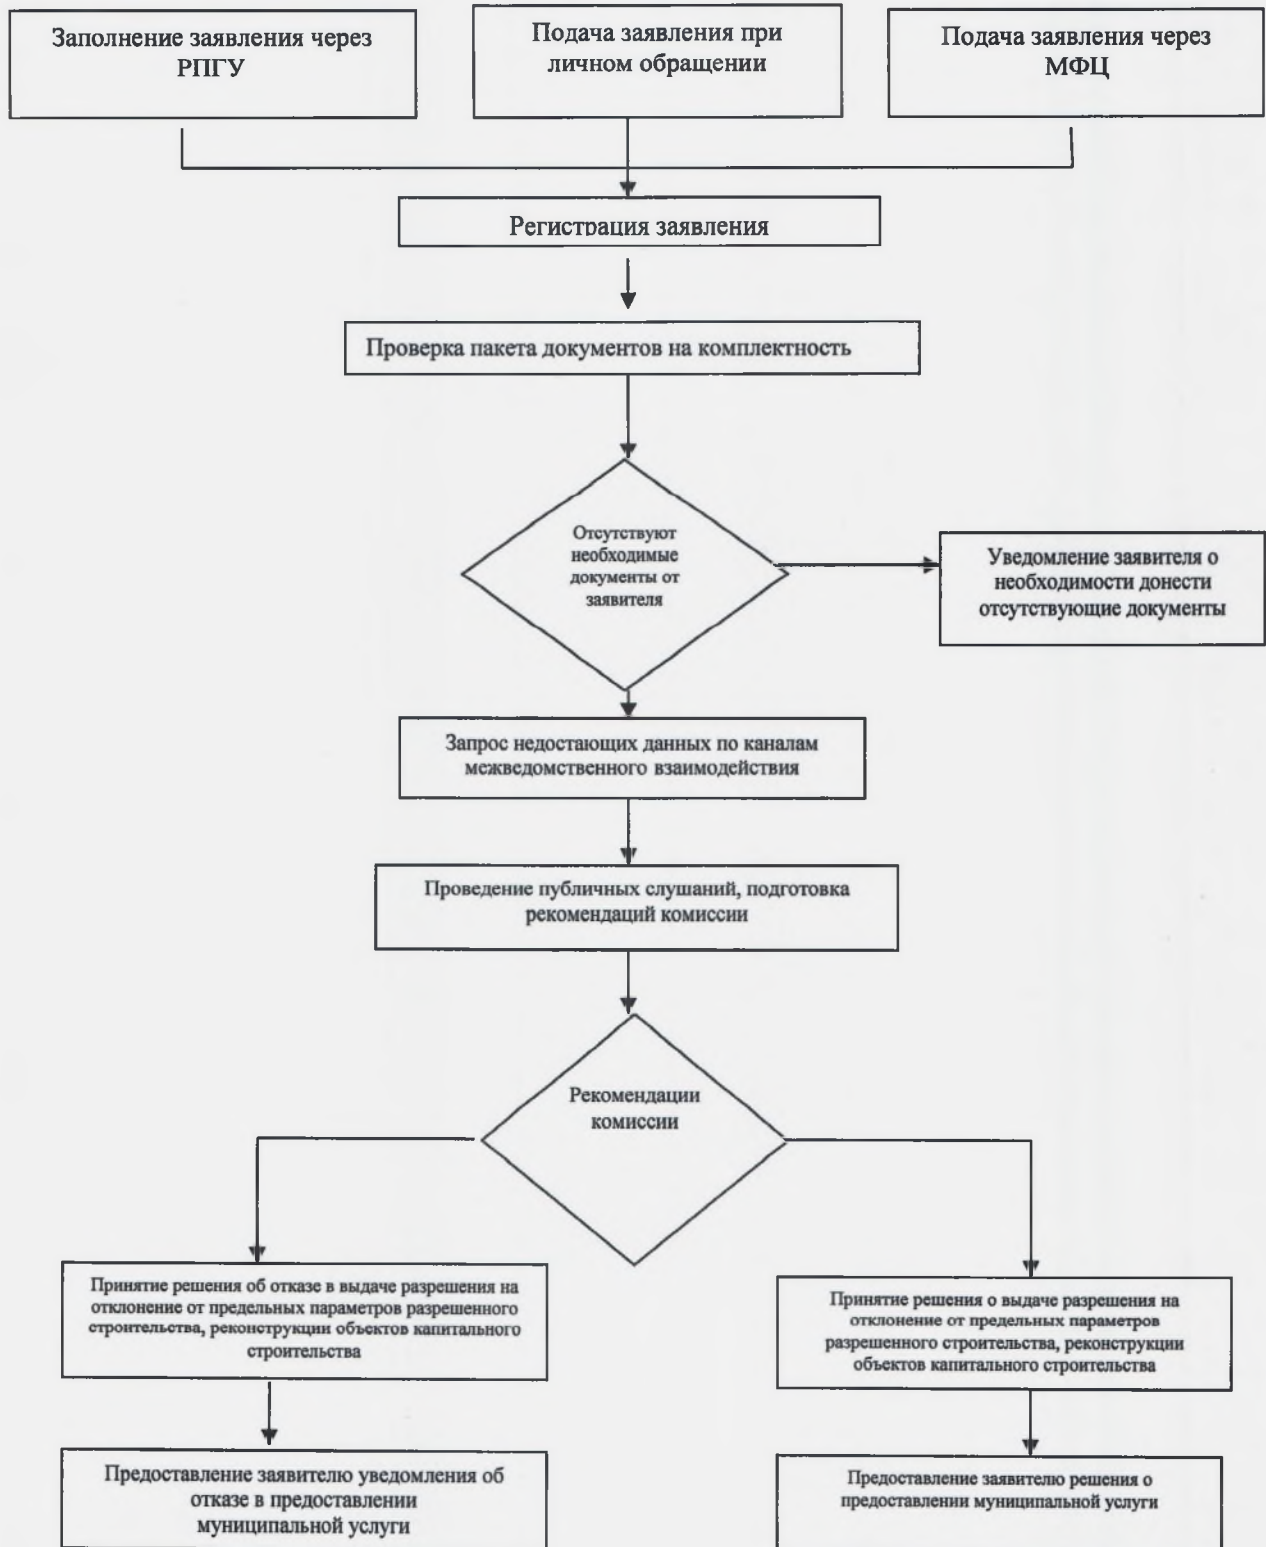 Заполнение заявления через
РПГУ
Подача заявления при
личном обращении
Подача заявления через
МФЦ
Регистрация заявления
Проверка пакета документов на комплектность
Отсутствуют
необходимые
документы от
заявителя
Уведомление заявителя о
необходимости донести
отсутствующие документы
Запрос недостающих данных по каналам
межведомственного взаимодействия
Проведение публичных слушаний, подготовка
рекомендаций комиссии
Рекомендации
комиссии
Принятие решения об отказе в выдаче разрешения на
отклонение от предельных параметров разрешенного
строительства, реконструкции объектов капитального
строительства
Принятие решения о выдаче разрешения на
отклонение от предельных параметров
разрешенного строительства, реконструкции
объектов капитального строительства
Предоставление заявителю уведомления об
отказе в предоставлении
муниципальной услуги
Предоставление заявителю решения о
предоставлении муниципальной услуги